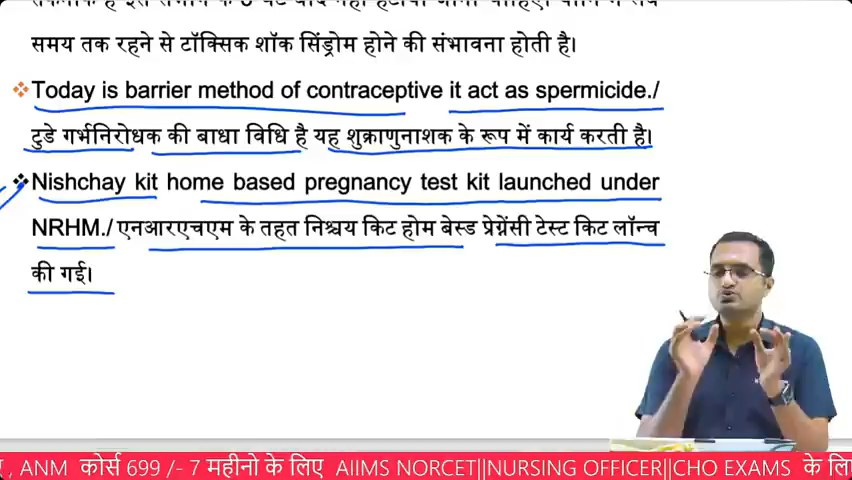 समय तक रहने से टॉक्सिक शॉक सिंड्रोम होने की संभावना होती है।
Today is barrier method of contraceptive it act as spermicide./
टुडे गर्भनिरोधक की बाधा विधि है यह शुक्राणुनाशक के रूप में कार्य करती है।
Nishchay kit home based pregnancy test kit launched under
NRHM./ एनआरएचएम के तहत निश्चय किट होम बेस्ड प्रेग्नेंसी टेस्ट किट लॉन्च
की गई।
, ANM कोर्स 699 /- 7 महीनो के लिए AIIMS NORCET||NURSING OFFICER||CHO EXAMS के लिए